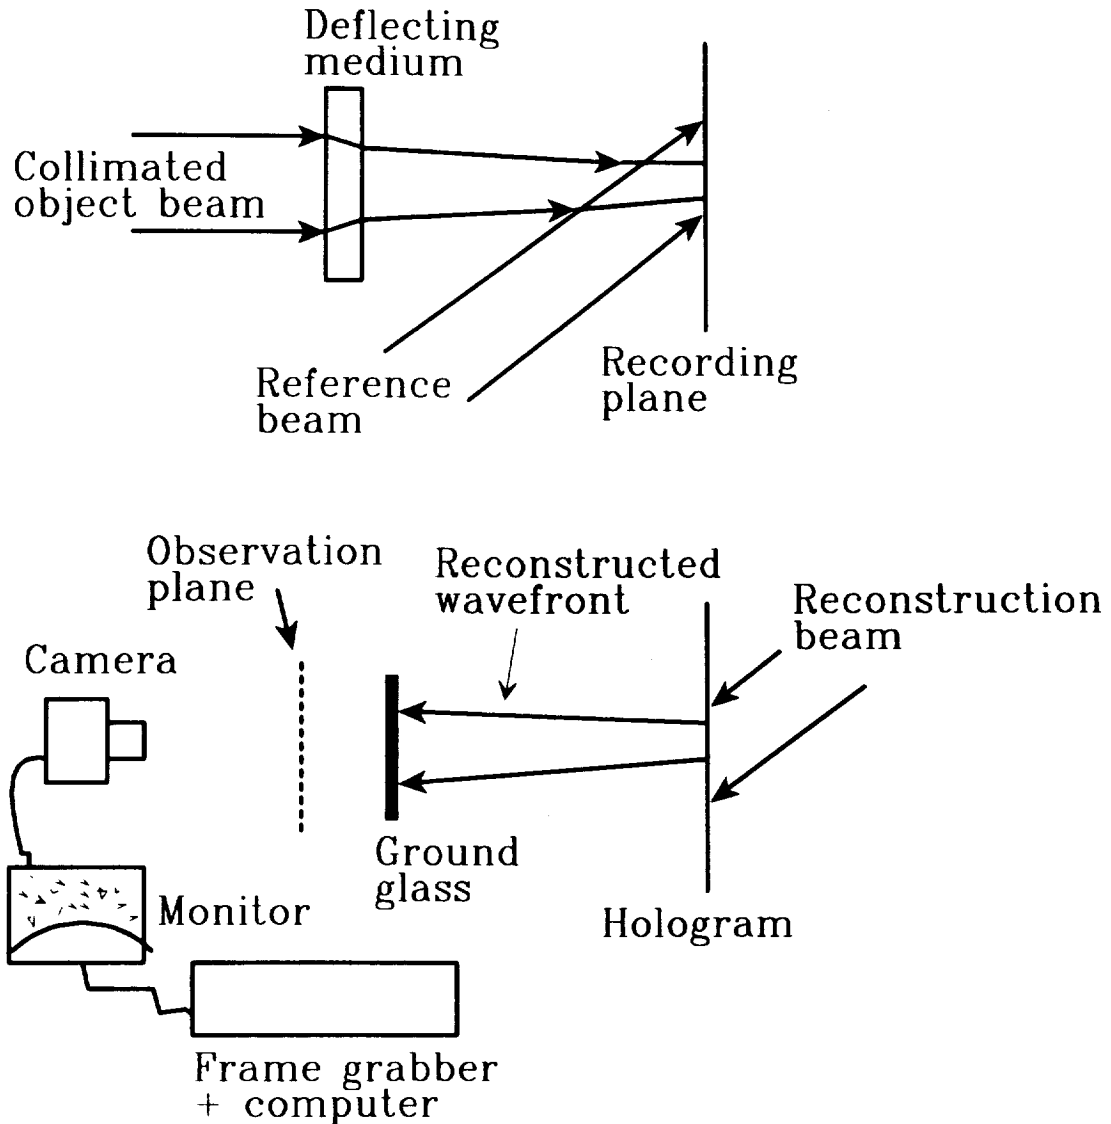 Deflecting
medium
Collimated
object beam
Reference
beam
Recording
plane
Observation
plane
Reconstructed
wavefront
Reconstruction
beam
Camera
Ground
glass
Monitor
Hologram
Frame grabber
+ computer